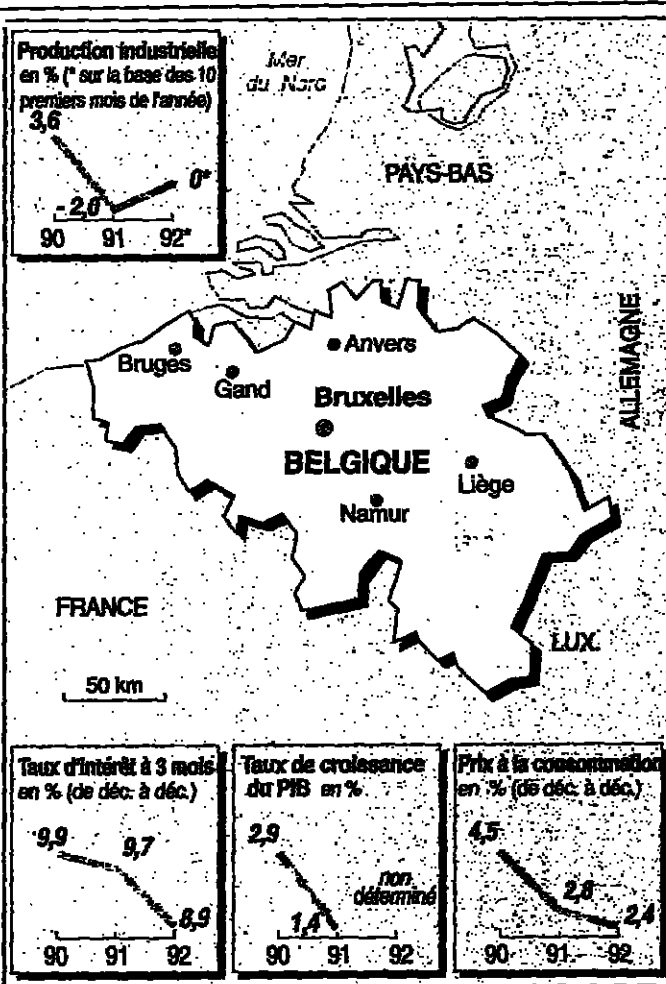 Production industrielle
en % (* sur la base des 10
premiers mois de l'année)
3,6
- 2,0
0*
90 91 92*
Mer
du Nord
PAYS-BAS
ALLEMAGNE
Bruges
Gand
Anvers
Bruxelles
BELGIQUE
Liège
Namur
FRANCE
LUX.
50 km
Taux d'intérêt à 3 mois
en % (de déc. à déc.)
9,9
9,7
8,9
90 91 92
Taux de croissance
du PIB en %
2,9
1,4
non
déterminé
90 91 92
Prix à la consommation
en % (de déc. à déc.)
4,5
2,8
2,4
90 91 92